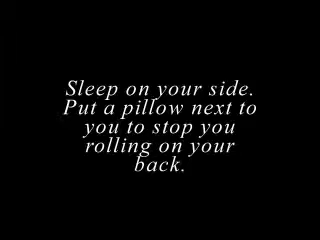 Sleep on your side.
Put a pillow next to
you to stop you
rolling on your
back.